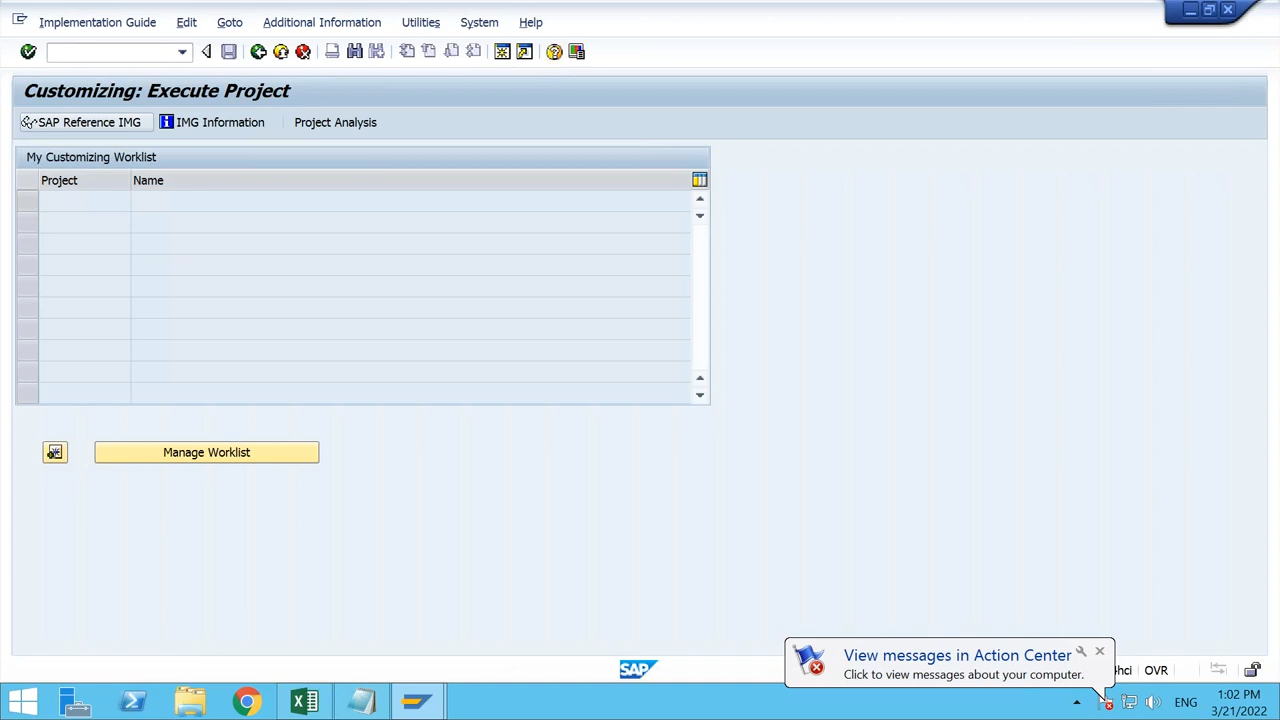 Implementation Guide Edit Goto Additional Information Utilities System Help
Customizing: Execute Project
SAP Reference IMG IMG Information Project Analysis
My Customizing Worklist
Project Name
Manage Worklist
View messages in Action Center
Click to view messages about your computer.
SAP
OVR
ENG
1:02 PM
3/21/2022